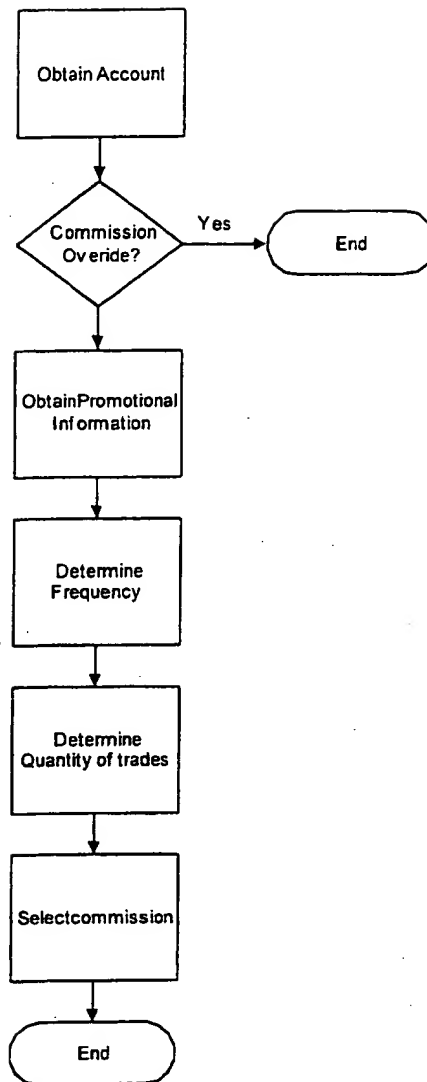 Obtain Account
Commission
Overide?
Yes
End
ObtainPromotional
Information
Determine
Frequency
Determine
Quantity of trades
Selectcommission
End